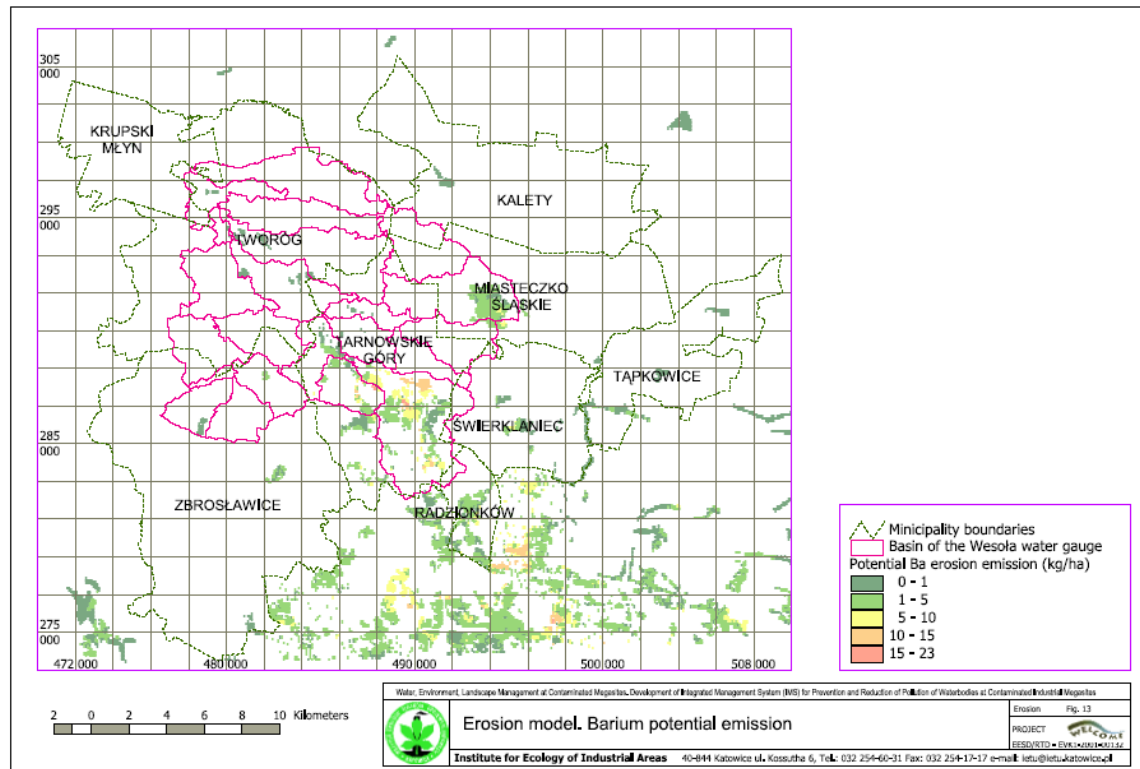 305
000
KRUPSKI
MŁYN
KALETY
295
000
TWORÓG
MIASTECZKO
ŚLĄSKIE
TARNOWSKIE
GÓRY
TĄPKOWICE
ŚWIERKLANIEC
285
000
ZBROSŁAWICE
RADZIONKÓW
275
000
472 000
480 000
490 000
500 000
508 000
Minicipality boundaries
Basin of the Wesoła water gauge
Potential Ba erosion emission (kg/ha)
0 - 1
1 - 5
5 - 10
10 - 15
15 - 23
2 0 2 4 6 8 10 Kilometers
Water, Environment, Landscape Management at Contaminated Megasites. Development of Integrated Management System (IMS) for Prevention and Reduction of Pollution of Waterbodies at Contaminated Industrial Megasites
Erosion model. Barium potential emission
Erosion Fig. 13
PROJECT WELCOME
EESD/RTD - EVK1-2001-00132
Institute for Ecology of Industrial Areas 40-844 Katowice ul. Kossutha 6, Tel.: 032 254-60-31 Fax: 032 254-17-17 e-mail: ietu@ietu.katowice.pl